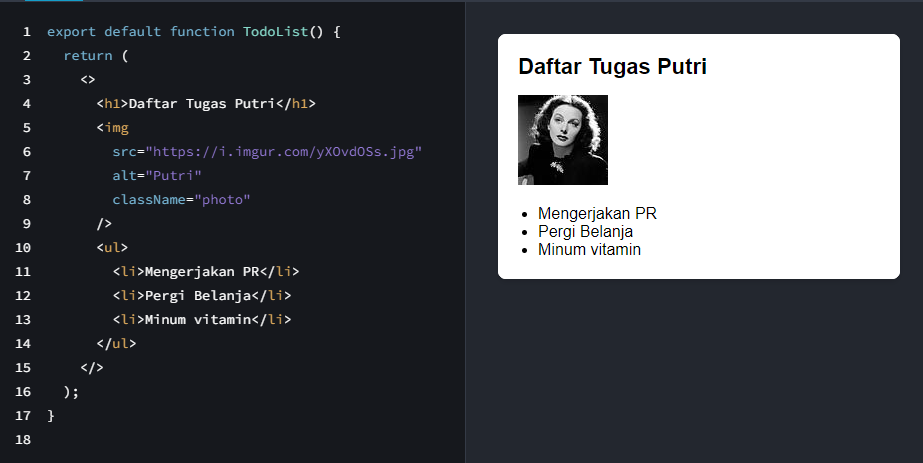 1 export default function TodoList() {
2   return (
3     <>
4       <h1>Daftar Tugas Putri</h1>
5       <img
6         src="https://i.imgur.com/yXOvdOSs.jpg"
7         alt="Putri"
8         className="photo"
9       />
10       <ul>
11         <li>Mengerjakan PR</li>
12         <li>Pergi Belanja</li>
13         <li>Minum vitamin</li>
14       </ul>
15     </>
16   );
17 }
18
Daftar Tugas Putri
• Mengerjakan PR
• Pergi Belanja
• Minum vitamin